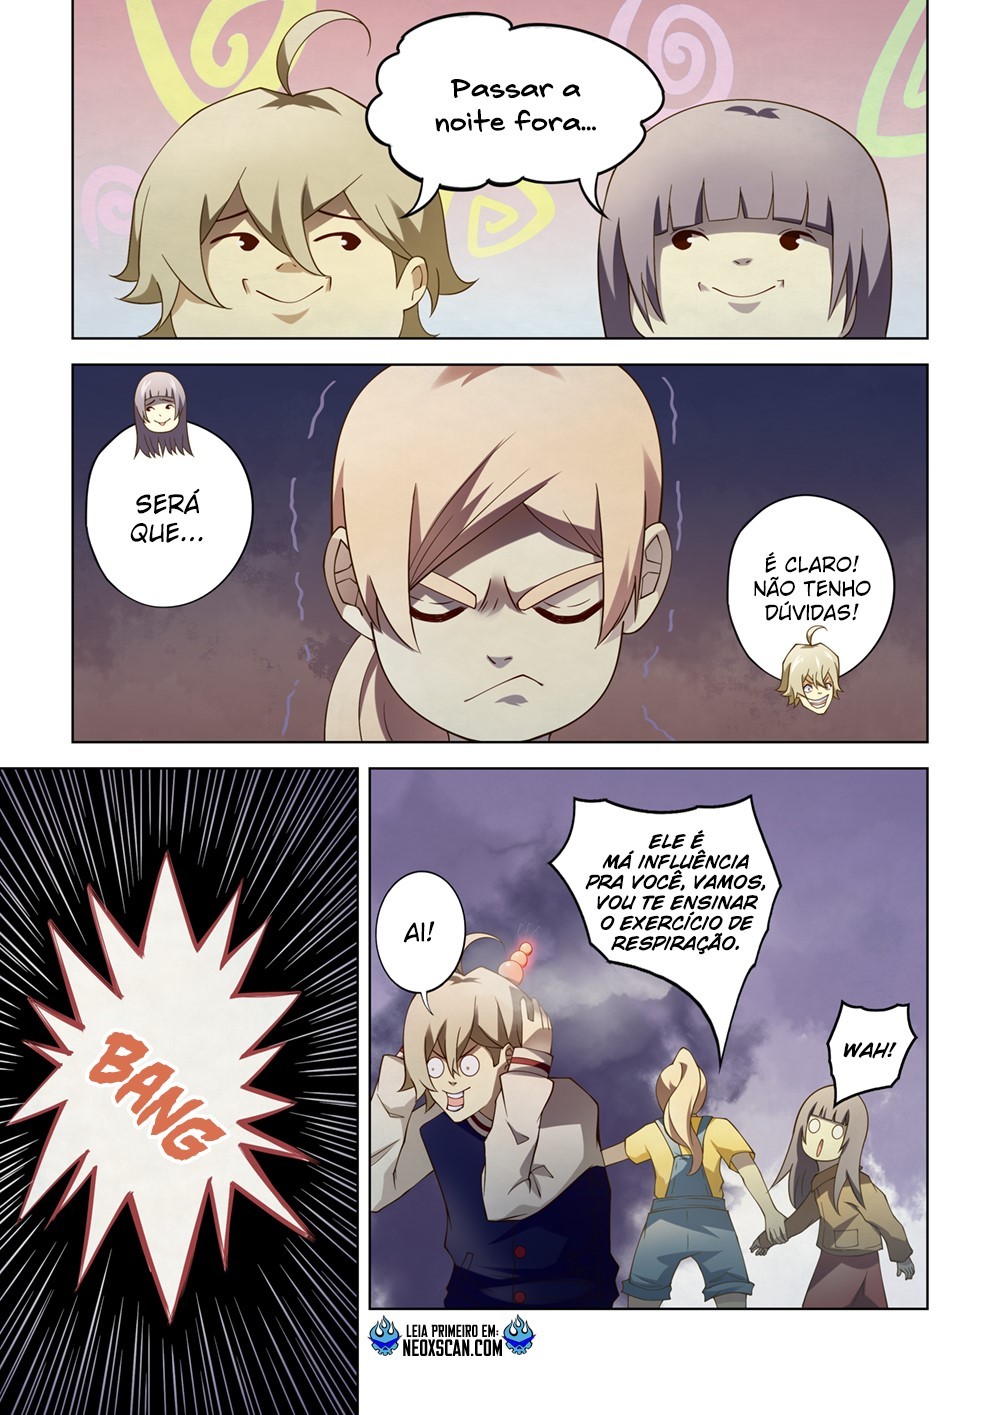 Passar a
noite fora...
SERÁ
QUE...
É CLARO!
NÃO TENHO
DÚVIDAS!
BANG
AI!
ELE É
MÁ INFLUÊNCIA
PRA VOCÊ, VAMOS,
VOU TE ENSINAR
O EXERCÍCIO DE
RESPIRAÇÃO.
WAH!
LEIA PRIMEIRO EM:
NEOXSCAN.COM